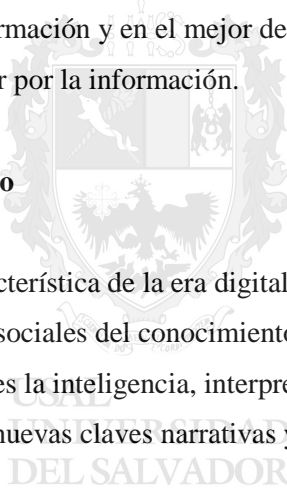 rmación y en el mejor de
r por la información.
o
cterística de la era digital
sociales del conocimiento
es la inteligencia, interpre
nuevas claves narrativas y
USAL
UNIVERSIDAD
DEL SALVADOR